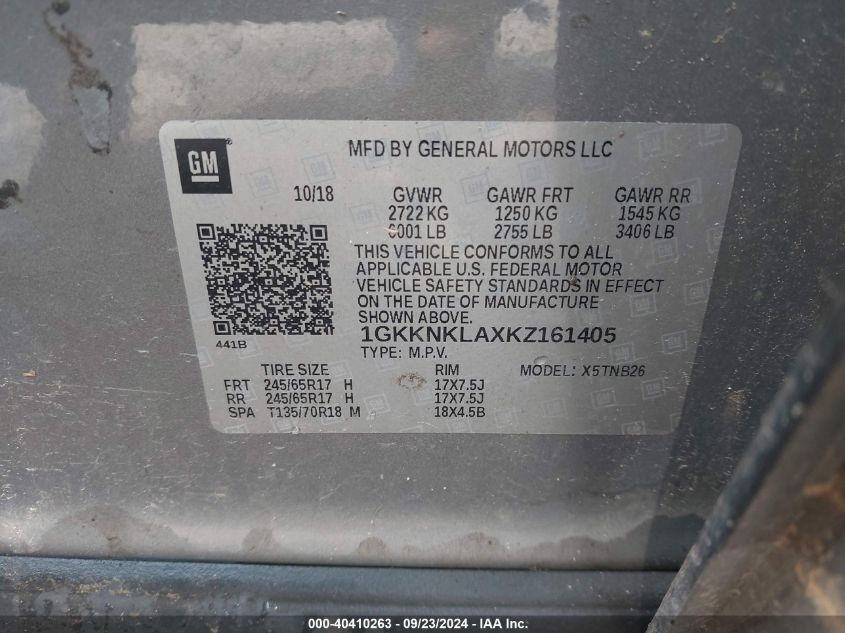 GM
MFD BY GENERAL MOTORS LLC
10/18 GVWR GAWR FRT GAWR RR
2722 KG 1250 KG 1545 KG
6001 LB 2755 LB 3406 LB
THIS VEHICLE CONFORMS TO ALL
APPLICABLE U.S. FEDERAL MOTOR
VEHICLE SAFETY STANDARDS IN EFFECT
ON THE DATE OF MANUFACTURE
SHOWN ABOVE.
1GKKNKLAXKZ161405
441B
TYPE: M.P.V.
TIRE SIZE RIM MODEL: X5TNB26
FRT 245/65R17 H 17X7.5J
RR 245/65R17 H 17X7.5J
SPA T135/70R18 M 18X4.5B
000-40410263 - 09/23/2024 - IAAI Stock, Inc.